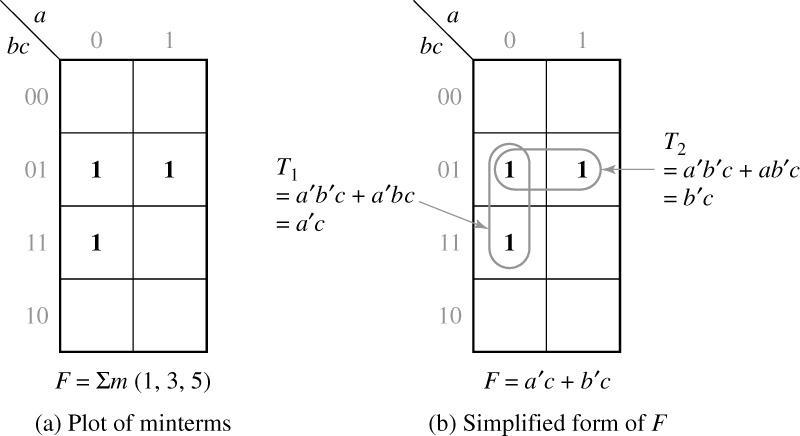 a
bc
0 1
00
01 1 1
11 1
10
F = Σm (1, 3, 5)
(a) Plot of minterms
a
bc
0 1
00
01 1 1
11 1
10
T1
= a′b′c + a′bc
= a′c
T2
= a′b′c + ab′c
= b′c
F = a′c + b′c
(b) Simplified form of F